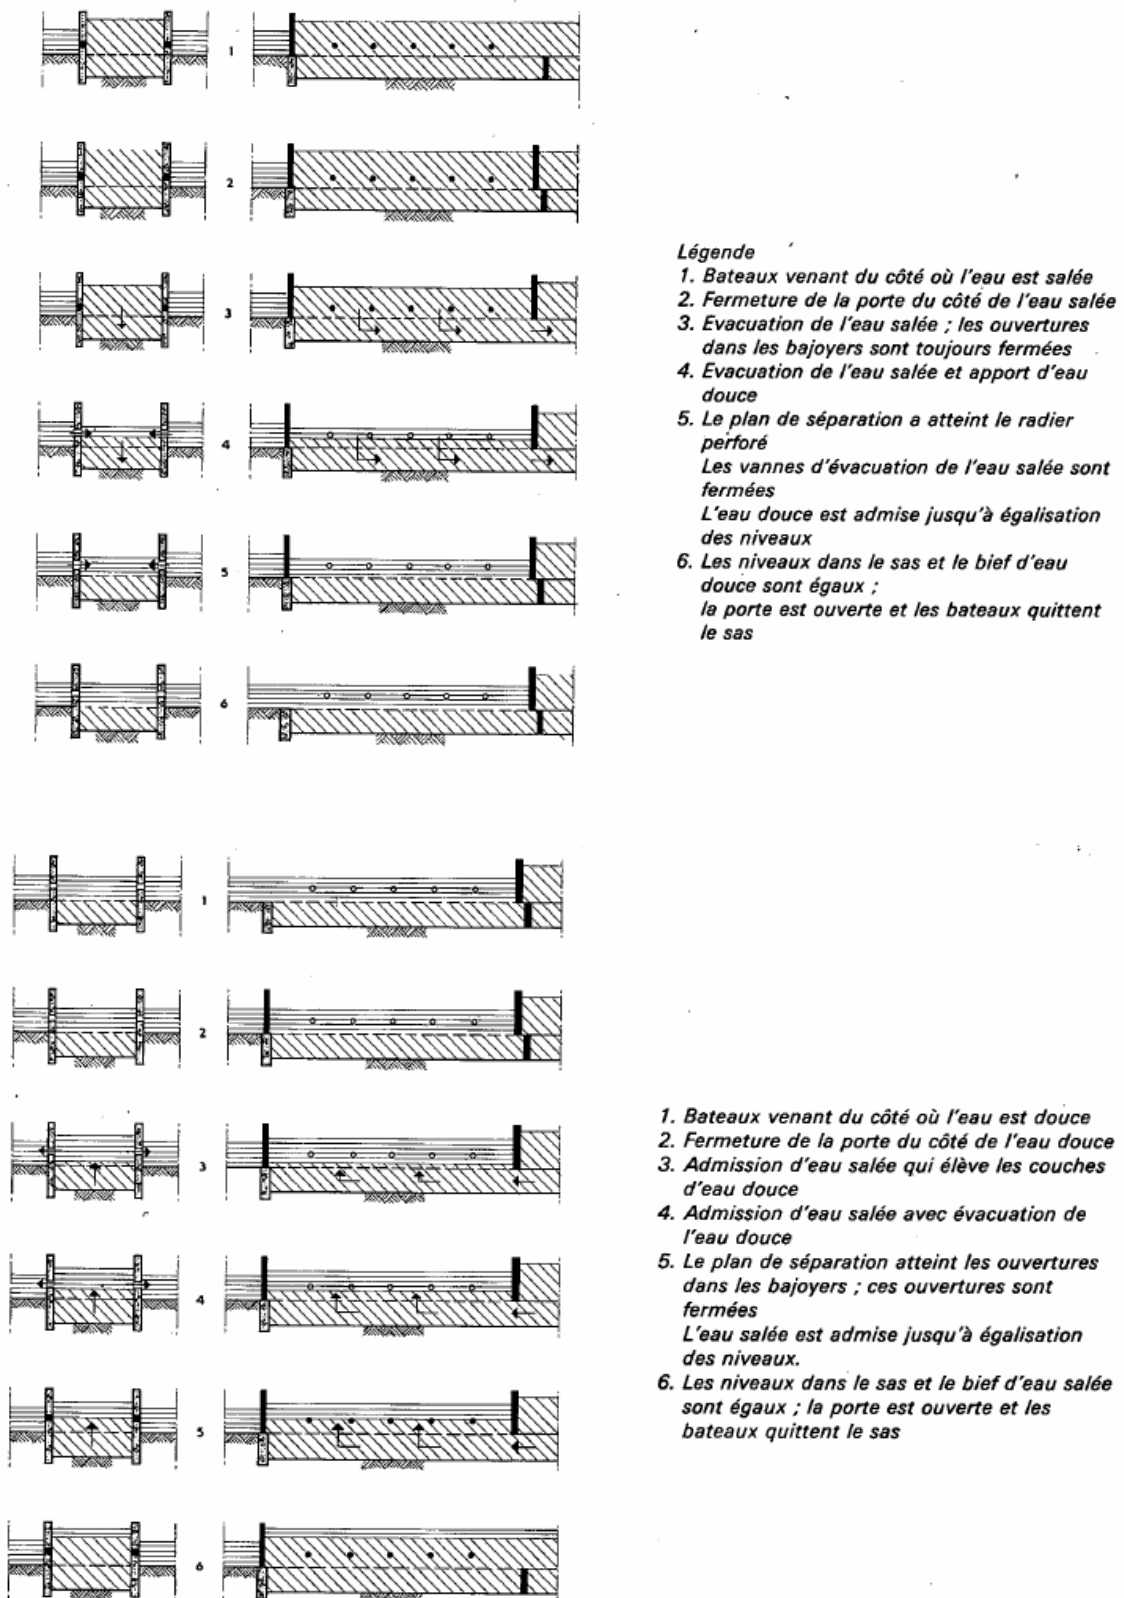 1
2
3
4
5
6
Légende
1. Bateaux venant du côté où l'eau est salée
2. Fermeture de la porte du côté de l'eau salée
3. Evacuation de l'eau salée ; les ouvertures
dans les bajoyers sont toujours fermées
4. Evacuation de l'eau salée et apport d'eau
douce
5. Le plan de séparation a atteint le radier
perforé
Les vannes d'évacuation de l'eau salée sont
fermées
L'eau douce est admise jusqu'à égalisation
des niveaux
6. Les niveaux dans le sas et le bief d'eau
douce sont égaux ;
la porte est ouverte et les bateaux quittent
le sas
1
2
3
4
5
6
1. Bateaux venant du côté où l'eau est douce
2. Fermeture de la porte du côté de l'eau douce
3. Admission d'eau salée qui élève les couches
d'eau douce
4. Admission d'eau salée avec évacuation de
l'eau douce
5. Le plan de séparation atteint les ouvertures
dans les bajoyers ; ces ouvertures sont
fermées
L'eau salée est admise jusqu'à égalisation
des niveaux.
6. Les niveaux dans le sas et le bief d'eau salée
sont égaux ; la porte est ouverte et les
bateaux quittent le sas